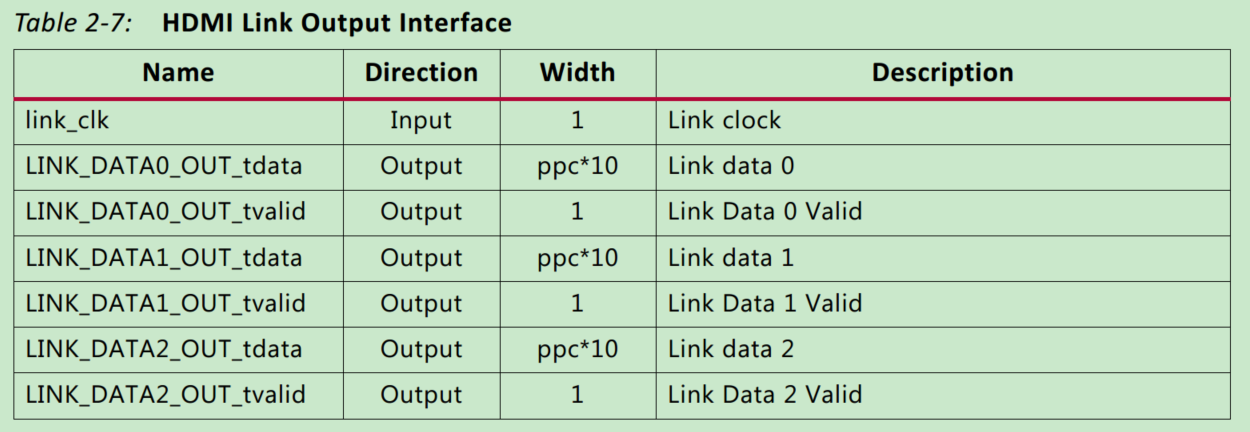 Table 2-7: HDMI Link Output Interface
Name Direction Width Description
link_clk Input 1 Link clock
LINK_DATA0_OUT_tdata Output ppc*10 Link data 0
LINK_DATA0_OUT_tvalid Output 1 Link Data 0 Valid
LINK_DATA1_OUT_tdata Output ppc*10 Link data 1
LINK_DATA1_OUT_tvalid Output 1 Link Data 1 Valid
LINK_DATA2_OUT_tdata Output ppc*10 Link data 2
LINK_DATA2_OUT_tvalid Output 1 Link Data 2 Valid